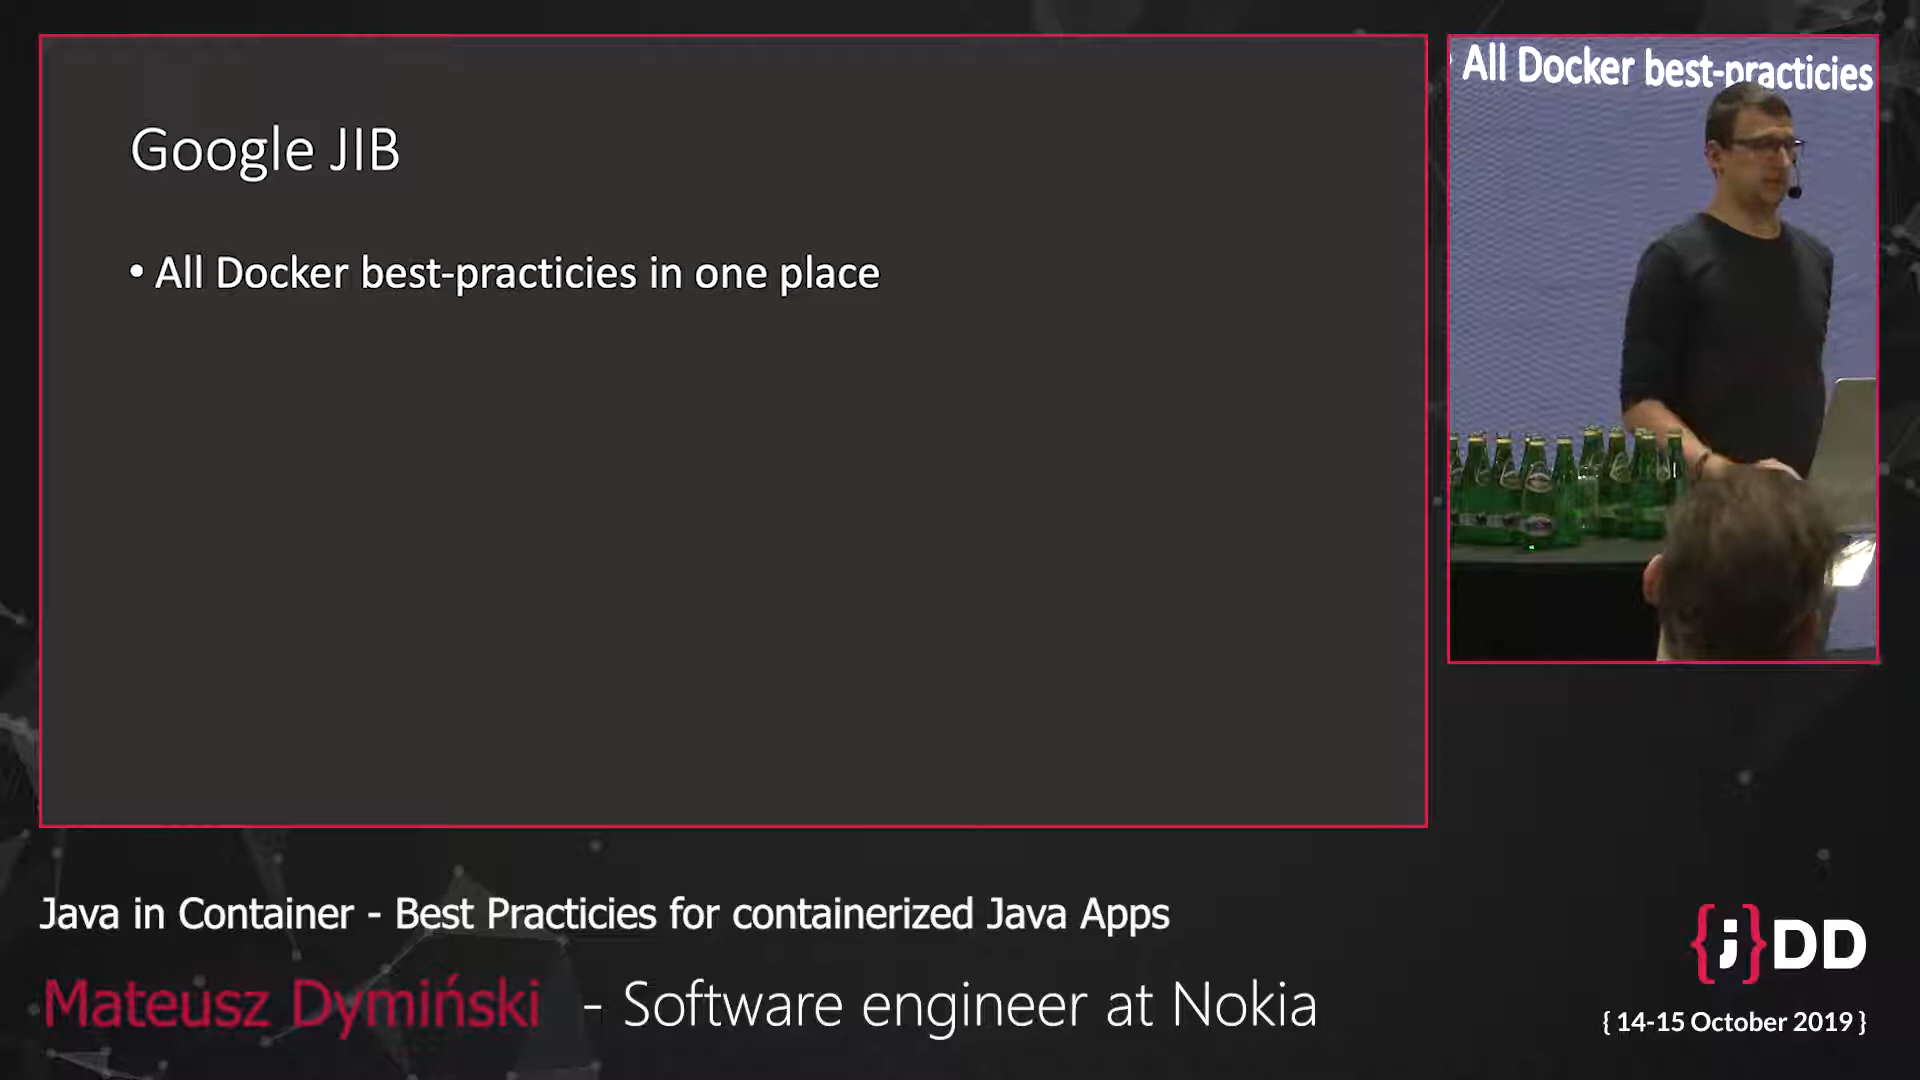 Google JIB
• All Docker best-practicies in one place
All Docker best-practicies
Java in Container - Best Practicies for containerized Java Apps
Mateusz Dymiński - Software engineer at Nokia
{;}DD
{ 14-15 October 2019 }